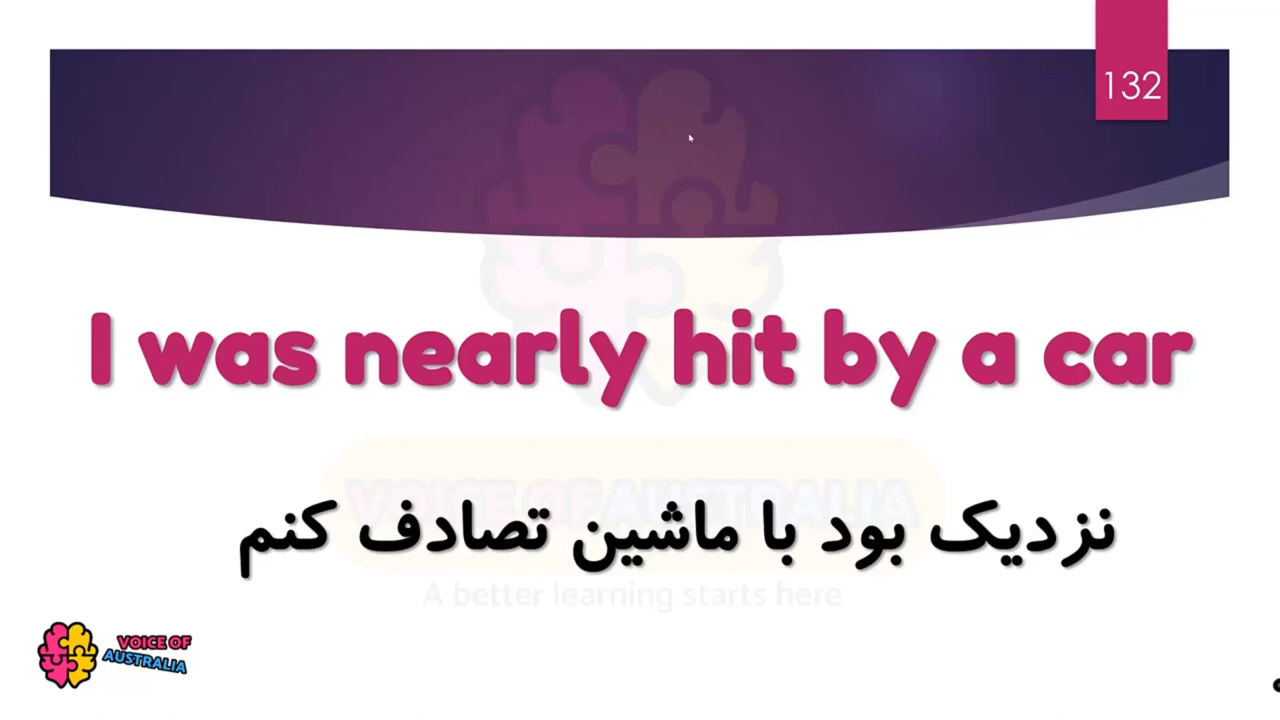 132
I was nearly hit by a car
نزدیک بود با ماشین تصادف کنم
VOICE OF AUSTRALIA
A better learning starts here
VOICE OF
AUSTRALIA